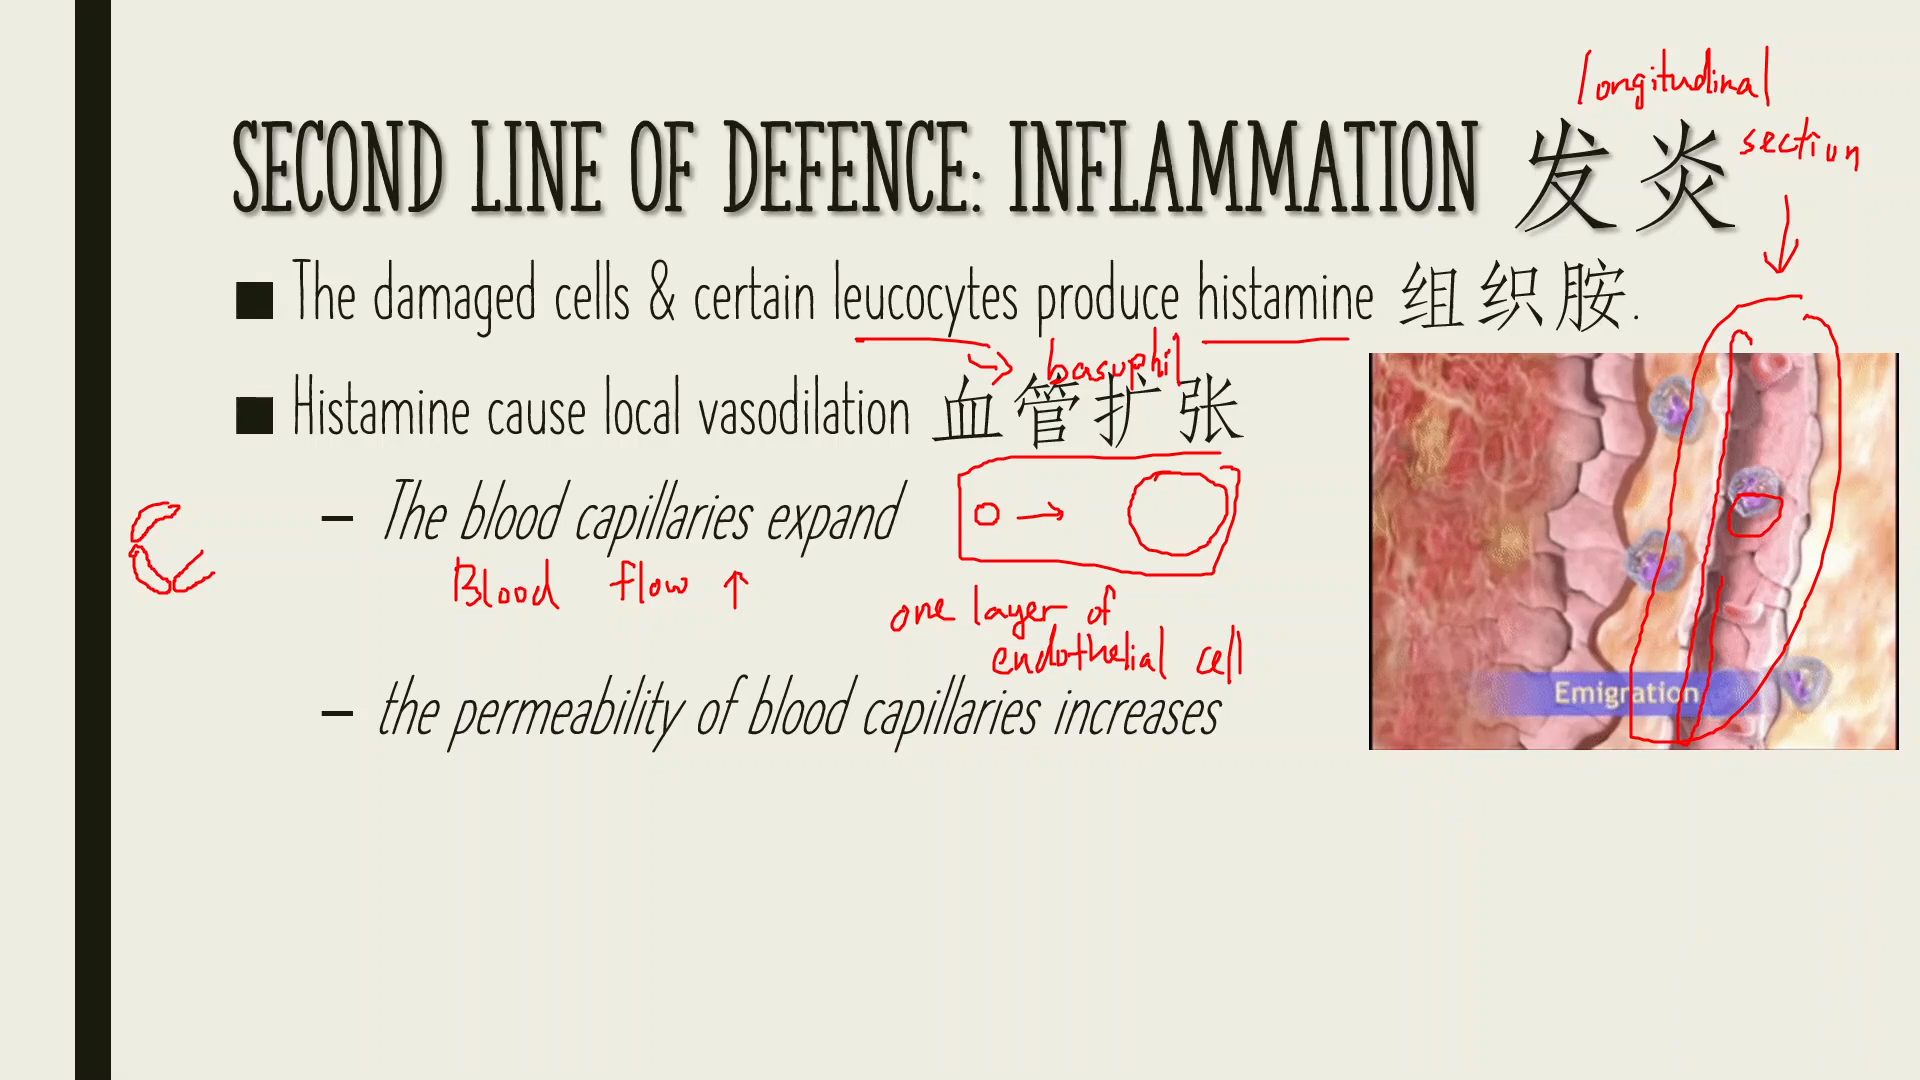 longitudinal
section
SECOND LINE OF DEFENCE: INFLAMMATION 发炎
■ The damaged cells & certain leucocytes produce histamine 组织胺.
basophil
■ Histamine cause local vasodilation 血管扩张
– The blood capillaries expand
Blood flow ↑
one layer of
endothelial cell
– the permeability of blood capillaries increases
Emigration